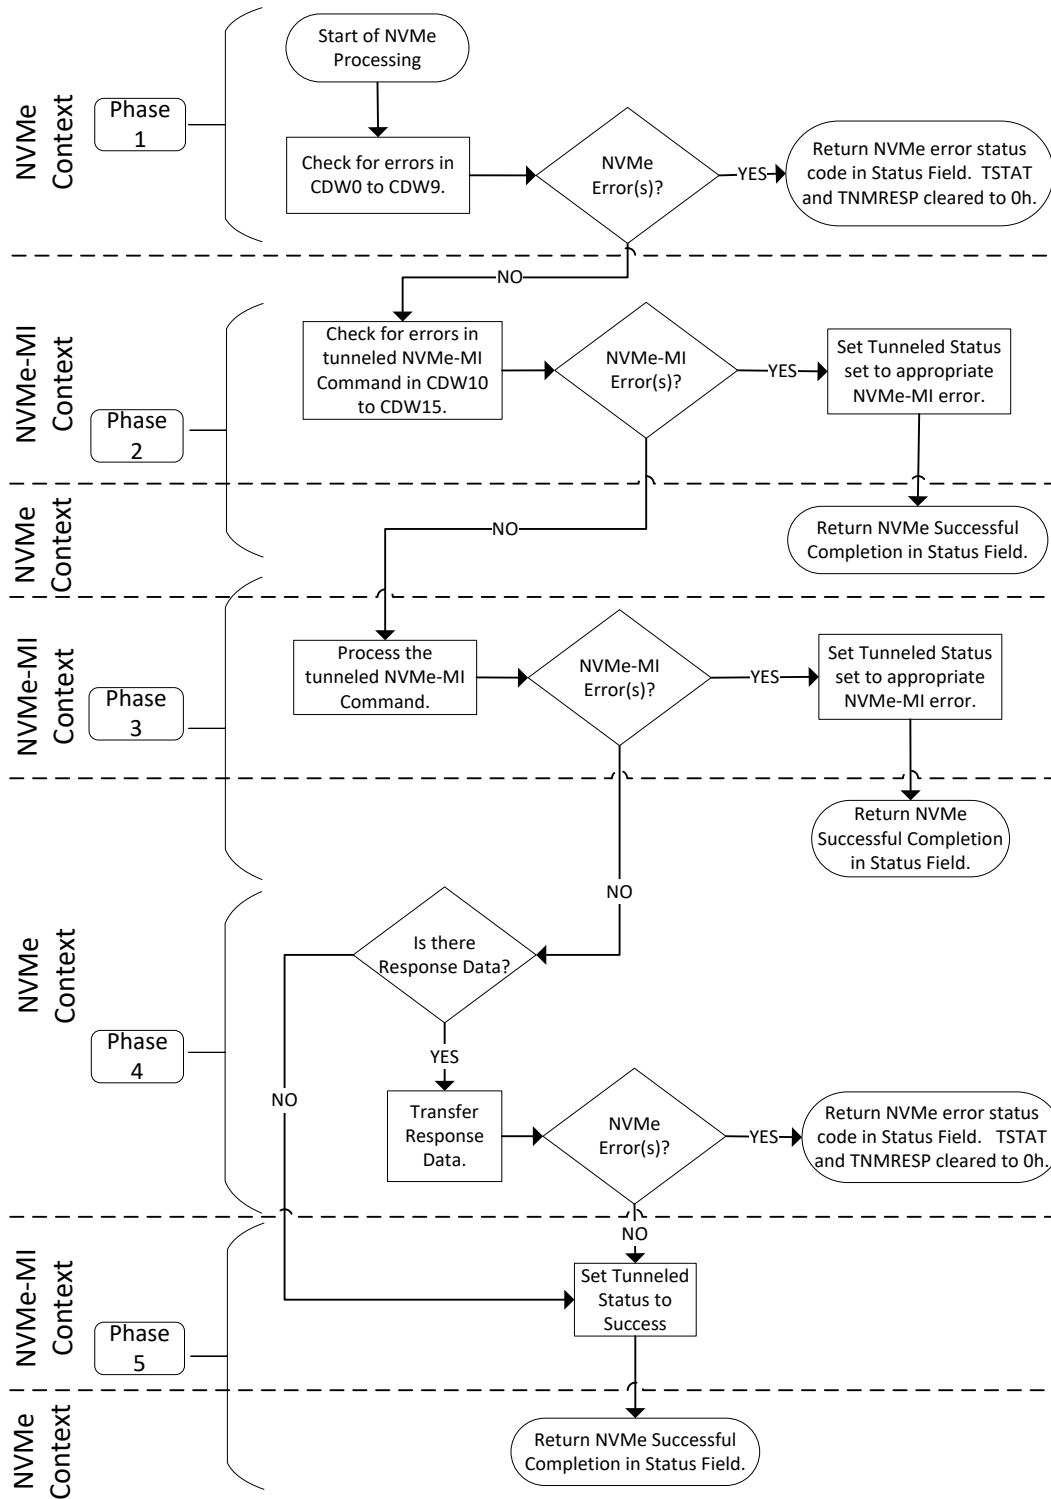 NVMe
Context
Phase
1
Start of NVMe
Processing
Check for errors in
CDW0 to CDW9.
NVMe
Error(s)?
YES
Return NVMe error status
code in Status Field.  TSTAT
and TNMRESP cleared to 0h.
NO
NVMe-MI
Context
Phase
2
Check for errors in
tunneled NVMe-MI
Command in CDW10
to CDW15.
NVMe-MI
Error(s)?
YES
Set Tunneled Status
set to appropriate
NVMe-MI error.
NVMe
Context
NO
Return NVMe Successful
Completion in Status Field.
NVMe-MI
Context
Phase
3
Process the
tunneled NVMe-MI
Command.
NVMe-MI
Error(s)?
YES
Set Tunneled Status
set to appropriate
NVMe-MI error.
Return NVMe
Successful Completion
in Status Field.
NO
NVMe
Context
Phase
4
Is there
Response Data?
YES
NO
Transfer
Response
Data.
NVMe
Error(s)?
YES
Return NVMe error status
code in Status Field.   TSTAT
and TNMRESP cleared to 0h.
NO
NVMe-MI
Context
Phase
5
Set Tunneled
Status to
Success
NVMe
Context
Return NVMe Successful
Completion in Status Field.